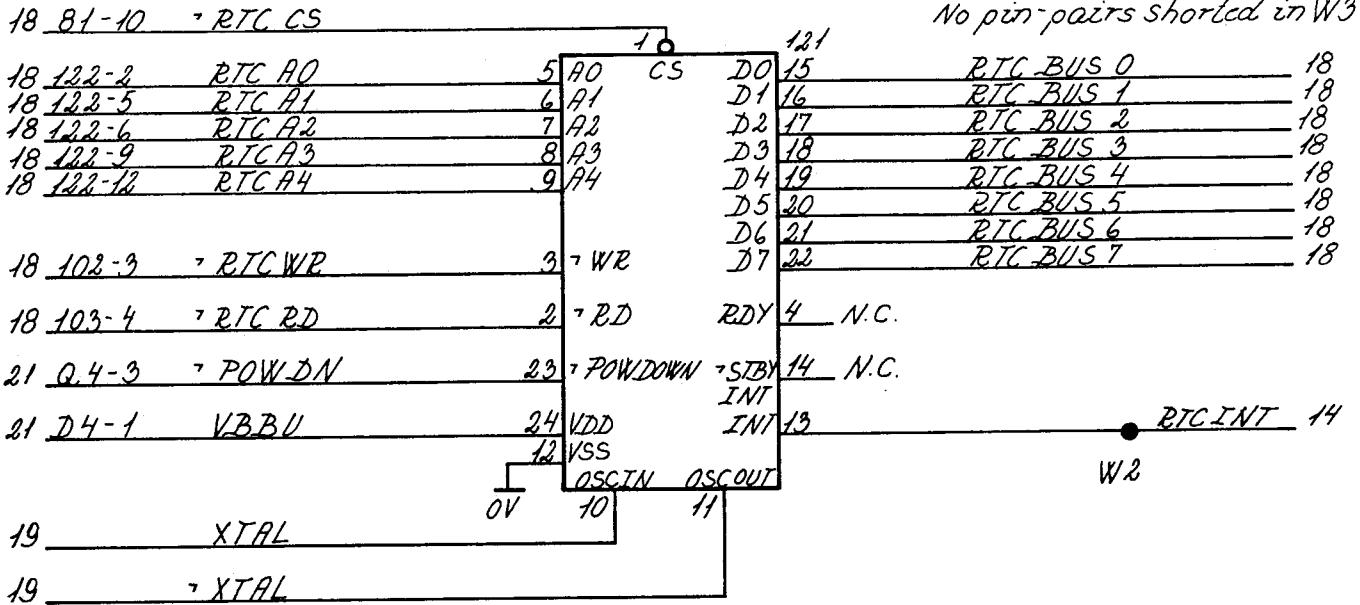 No pin-pairs shorted in W3
18 81-10 ¬ RTC CS
1 121
18 122-2 RTC A0 5 A0 CS D0 15 RTC BUS 0 18
18 122-5 RTC A1 6 A1 D1 16 RTC BUS 1 18
18 122-6 RTC A2 7 A2 D2 17 RTC BUS 2 18
18 122-9 RTC A3 8 A3 D3 18 RTC BUS 3 18
18 122-12 RTC A4 9 A4 D4 19 RTC BUS 4 18
D5 20 RTC BUS 5 18
D6 21 RTC BUS 6 18
18 102-3 ¬ RTC WR 3 ¬ WR D7 22 RTC BUS 7 18
18 103-4 ¬ RTC RD 2 ¬ RD RDY 4 N.C.
21 Q4-3 ¬ POWDN 23 ¬ POWDOWN ¬ STBY 14 N.C.
INT
21 D4-1 VBBU 24 VDD INT 13 RTC INT 14
12 VSS W2
OSCIN OSCOUT
0V 10 11
19 XTAL
19 ¬ XTAL